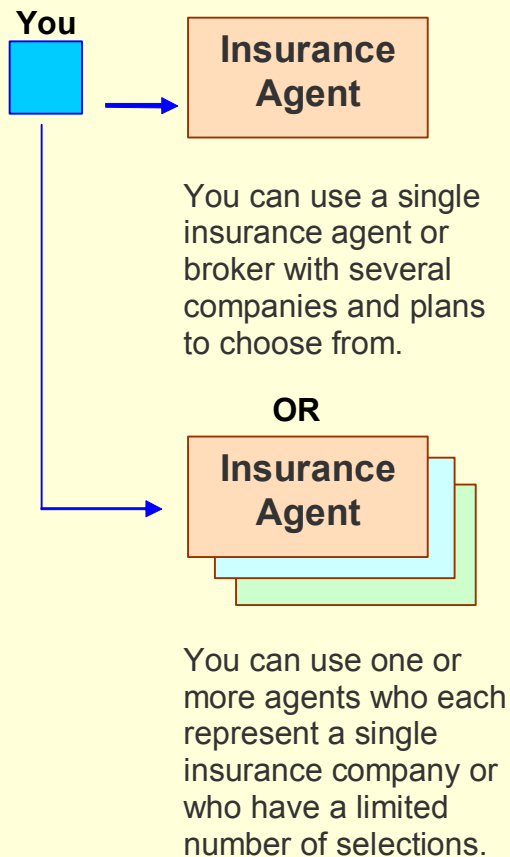 You
Insurance
Agent
You can use a single
insurance agent or
broker with several
companies and plans
to choose from.
OR
Insurance
Agent
You can use one or
more agents who each
represent a single
insurance company or
who have a limited
number of selections.